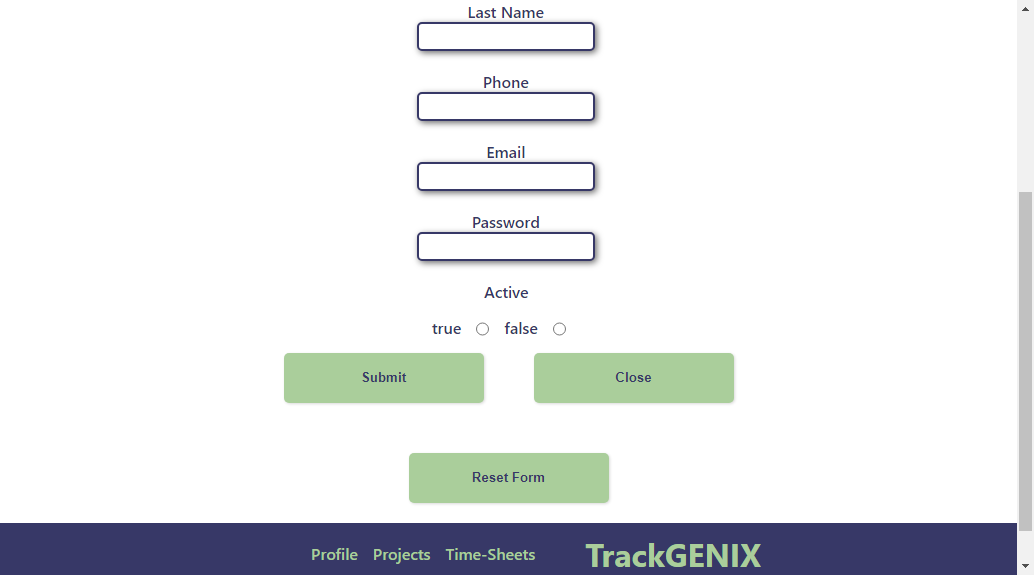 Last Name
Phone
Email
Password
Active
true false
Submit Close
Reset Form
Profile Projects Time-Sheets TrackGENIX